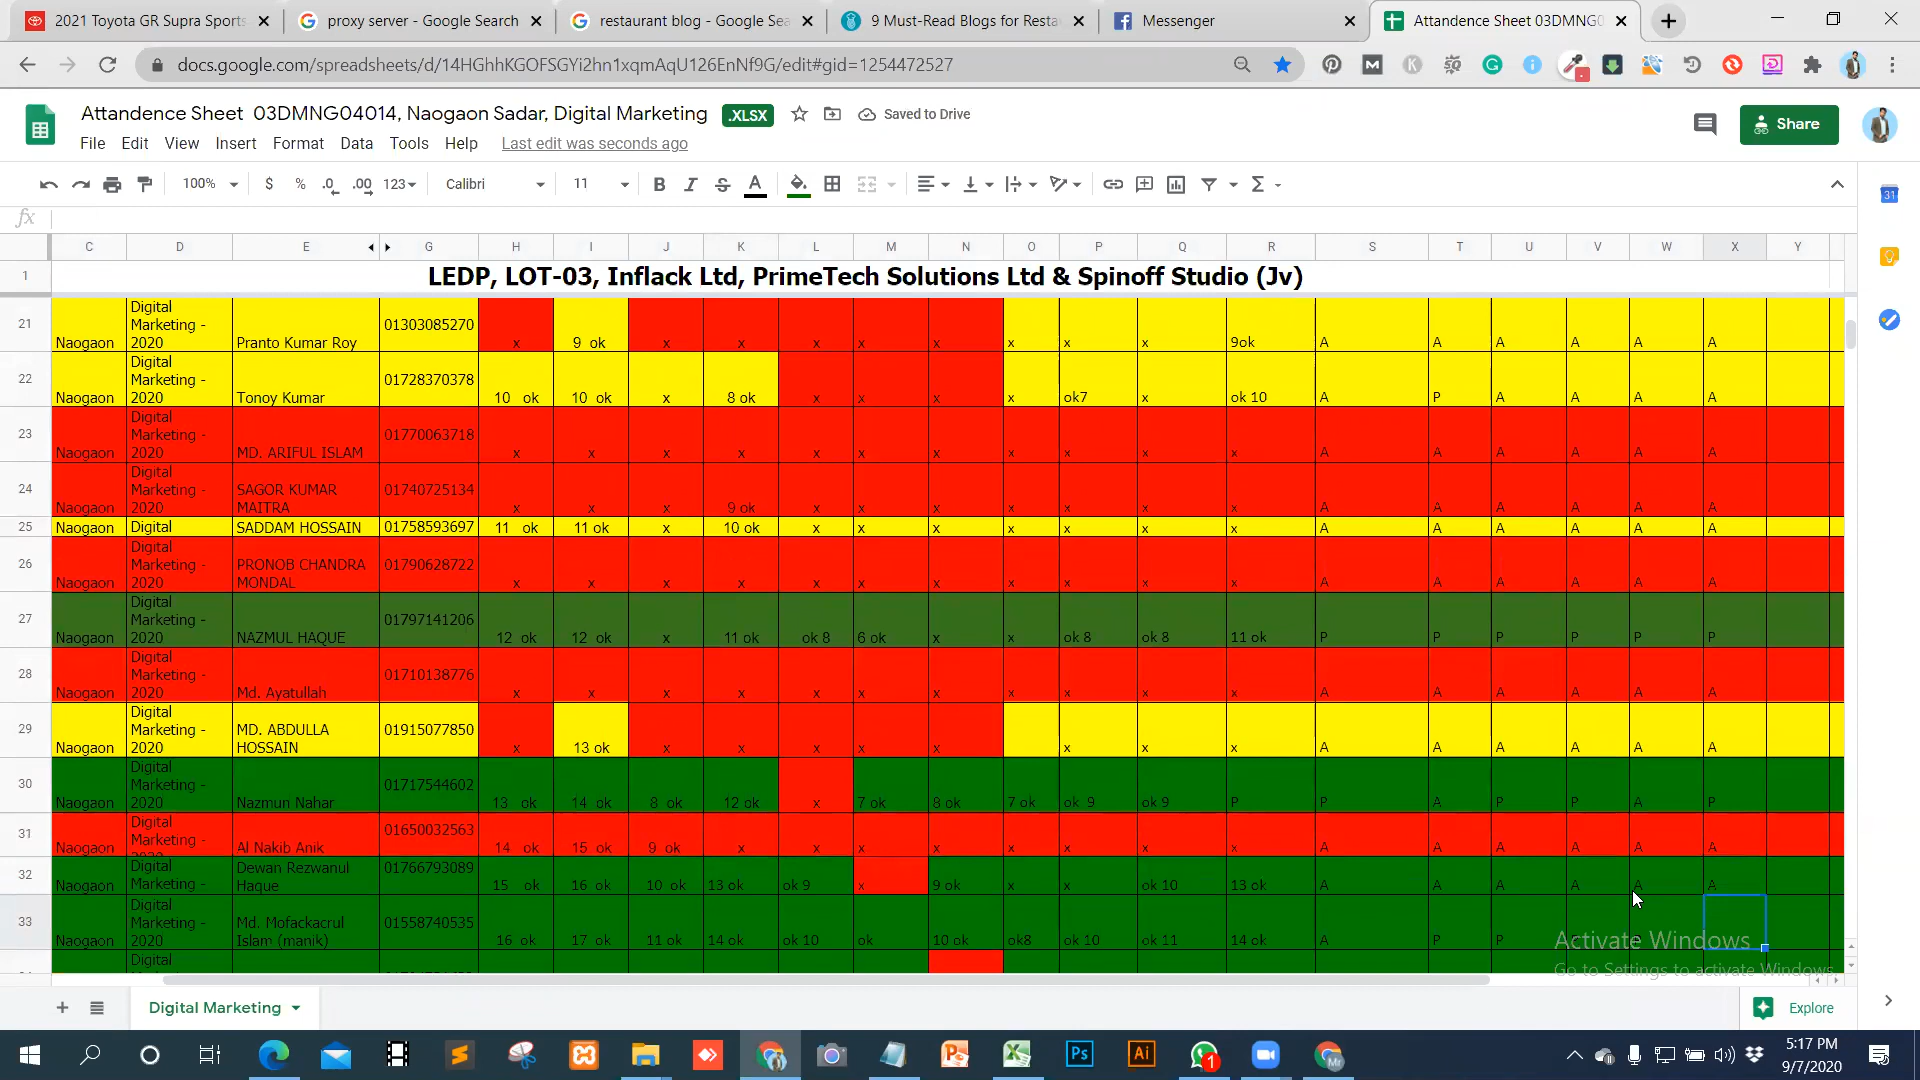 2021 Toyota GR Supra Sports
proxy server - Google Search
restaurant blog - Google Sea
9 Must-Read Blogs for Resta
Messenger
Attandence Sheet 03DMNG0
docs.google.com/spreadsheets/d/14HGhhKGOFSGYi2hn1xqmAqU126EnNf9G/edit#gid=1254472527
Attandence Sheet 03DMNG04014, Naogaon Sadar, Digital Marketing .XLSX Saved to Drive
Share
File Edit View Insert Format Data Tools Help Last edit was seconds ago
100% $ % .0 .00 123 Calibri 11
fx
C D E G H I J K L M N O P Q R S T U V W X Y
1 LEDP, LOT-03, Inflack Ltd, PrimeTech Solutions Ltd & Spinoff Studio (Jv)
21 Naogaon Digital Marketing - 2020 Pranto Kumar Roy 01303085270 x 9 ok x x x x x x x x 9ok A A A A A A
22 Naogaon Digital Marketing - 2020 Tonoy Kumar 01728370378 10 ok 10 ok x 8 ok x x x x ok7 x ok 10 A P A A A A
23 Naogaon Digital Marketing - 2020 MD. ARIFUL ISLAM 01770063718 x x x x x x x x x x x A A A A A A
24 Naogaon Digital Marketing - 2020 SAGOR KUMAR MAITRA 01740725134 x x x 9 ok x x x x x x x A A A A A A
25 Naogaon Digital SADDAM HOSSAIN 01758593697 11 ok 11 ok x 10 ok x x x x x x x A A A A A A
26 Naogaon Digital Marketing - 2020 PRONOB CHANDRA MONDAL 01790628722 x x x x x x x x x x x A A A A A A
27 Naogaon Digital Marketing - 2020 NAZMUL HAQUE 01797141206 12 ok 12 ok x 11 ok ok 8 6 ok x x ok 8 ok 8 11 ok P P P P P P
28 Naogaon Digital Marketing - 2020 Md. Ayatullah 01710138776 x x x x x x x x x x x A A A A A A
29 Naogaon Digital Marketing - 2020 MD. ABDULLA HOSSAIN 01915077850 x 13 ok x x x x x x x x A A A A A A
30 Naogaon Digital Marketing - 2020 Nazmun Nahar 01717544602 13 ok 14 ok 8 ok 12 ok x 7 ok 8 ok 7 ok ok 9 ok 9 P P A P P A P
31 Naogaon Digital Marketing - Al Nakib Anik 01650032563 14 ok 15 ok 9 ok x x x x x x x x A A A A A A
32 Naogaon Digital Marketing - Dewan Rezwanul Haque 01766793089 15 ok 16 ok 10 ok 13 ok ok 9 x 9 ok x x ok 10 13 ok A A A A A A
33 Naogaon Digital Marketing - 2020 Md. Mofackacrul Islam (manik) 01558740535 16 ok 17 ok 11 ok 14 ok ok 10 ok 10 ok ok8 ok 10 ok 11 14 ok A P P
Digital
Activate Windows
Go to Settings to activate Windows.
Digital Marketing
Explore
31
Ps Ai 1
5:17 PM
9/7/2020